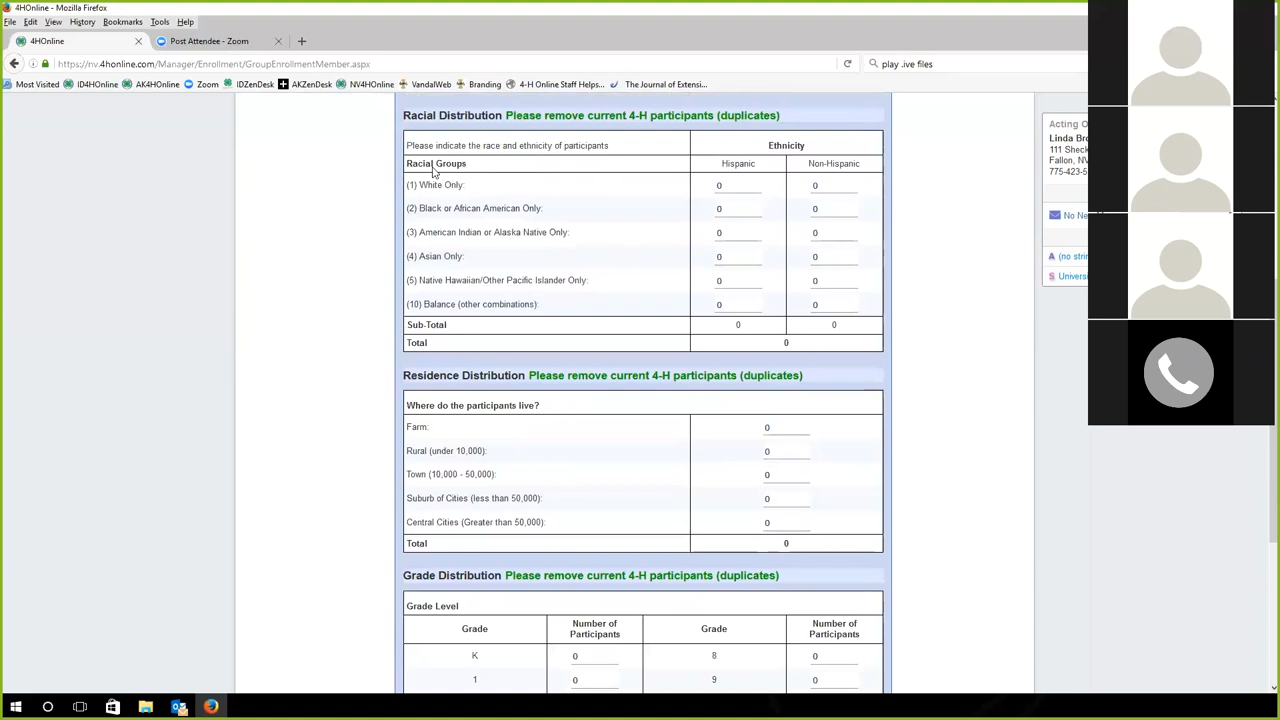 4HOnline - Mozilla Firefox
File Edit View History Bookmarks Tools Help
4HOnline Post Attendee - Zoom
https://nv.4honline.com/Manager/Enrollment/GroupEnrollmentMember.aspx play .ive files
Most Visited ID4HOnline AK4HOnline Zoom IDZenDesk AKZenDesk NV4HOnline VandalWeb Branding 4-H Online Staff Helps... The Journal of Extensi...
Racial Distribution Please remove current 4-H participants (duplicates)
Please indicate the race and ethnicity of participants Ethnicity
Racial Groups Hispanic Non-Hispanic
(1) White Only: 0 0
(2) Black or African American Only: 0 0
(3) American Indian or Alaska Native Only: 0 0
(4) Asian Only: 0 0
(5) Native Hawaiian/Other Pacific Islander Only: 0 0
(10) Balance (other combinations): 0 0
Sub-Total 0 0
Total 0
Residence Distribution Please remove current 4-H participants (duplicates)
Where do the participants live?
Farm: 0
Rural (under 10,000): 0
Town (10,000 - 50,000): 0
Suburb of Cities (less than 50,000): 0
Central Cities (Greater than 50,000): 0
Total 0
Grade Distribution Please remove current 4-H participants (duplicates)
Grade Level
Grade Number of Participants Grade Number of Participants
K 0 8 0
1 0 9 0
Acting O
Linda Bro
111 Sheck
Fallon, NV
775-423-5
No Ne
A (no stri
S Univers